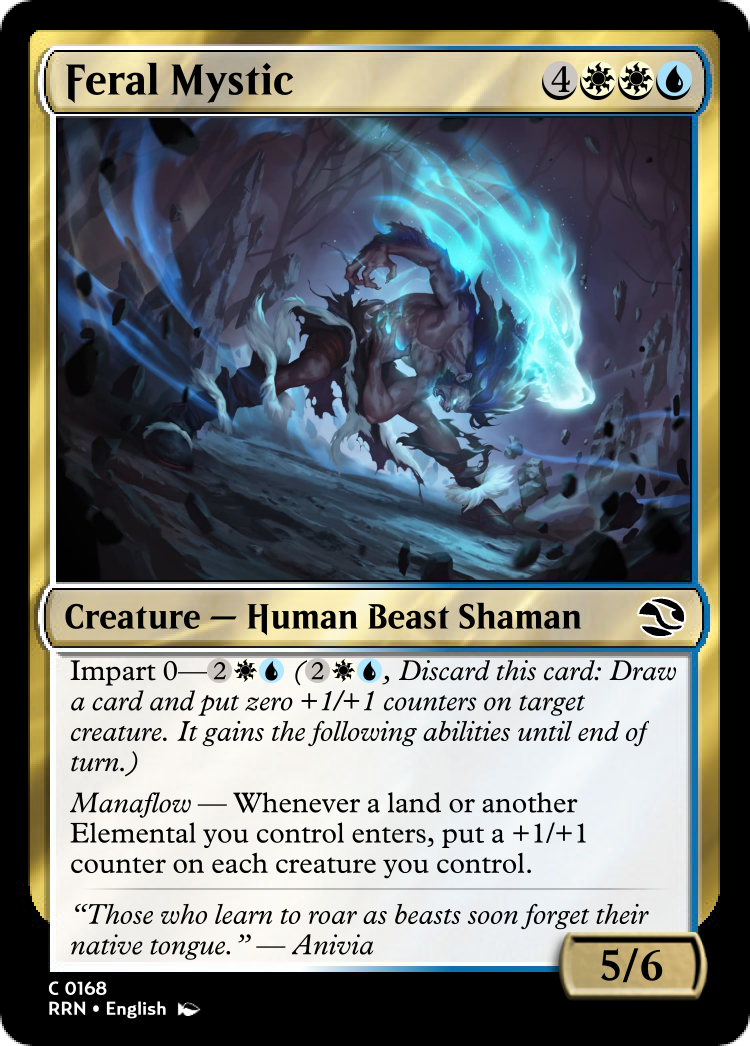 Feral Mystic 4
Creature — Human Beast Shaman
Impart 0—2 (2, Discard this card: Draw
a card and put zero +1/+1 counters on target
creature. It gains the following abilities until end of
turn.)
Manaflow — Whenever a land or another
Elemental you control enters, put a +1/+1
counter on each creature you control.
“Those who learn to roar as beasts soon forget their
native tongue.” — Anivia
5/6
C 0168
RRN • English